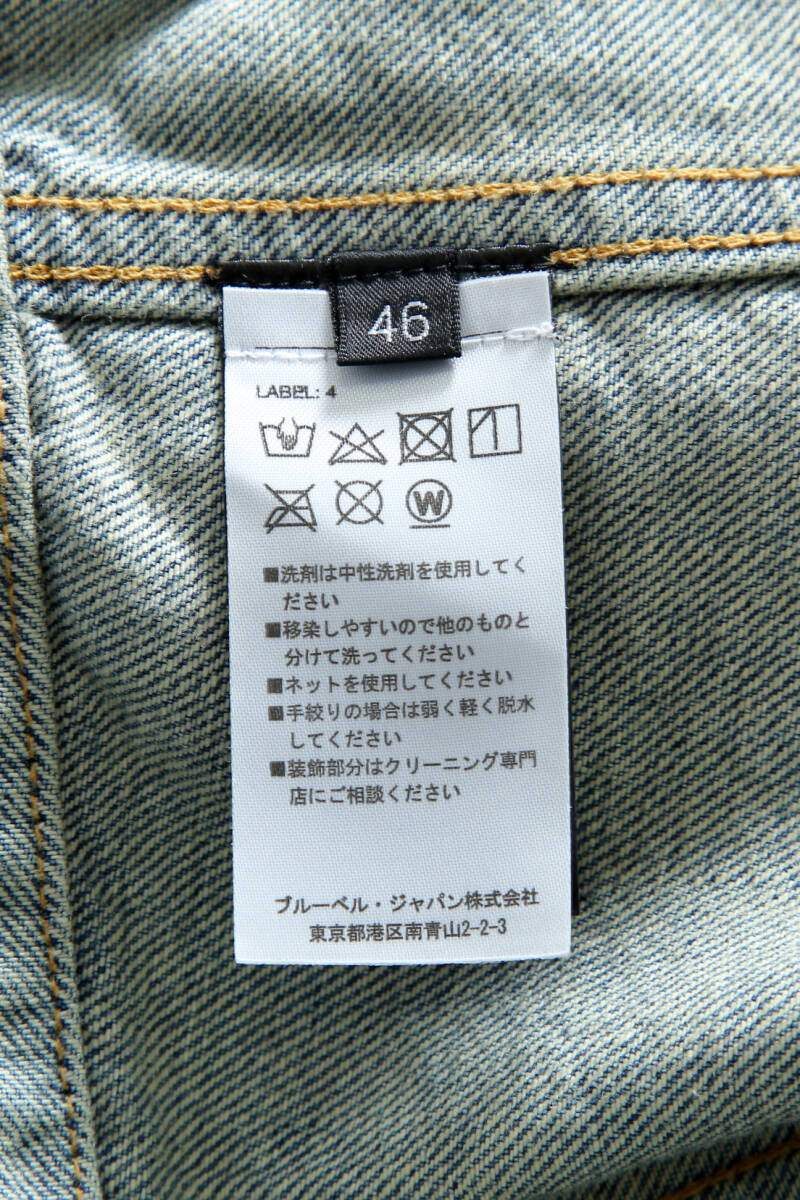 46
LABEL: 4
W
■洗剤は中性洗剤を使用してく
ださい
■移染しやすいので他のものと
分けて洗ってください
■ネットを使用してください
■手絞りの場合は弱く軽く脱水
してください
■装飾部分はクリーニング専門
店にご相談ください
ブルーベル・ジャパン株式会社
東京都港区南青山2-2-3